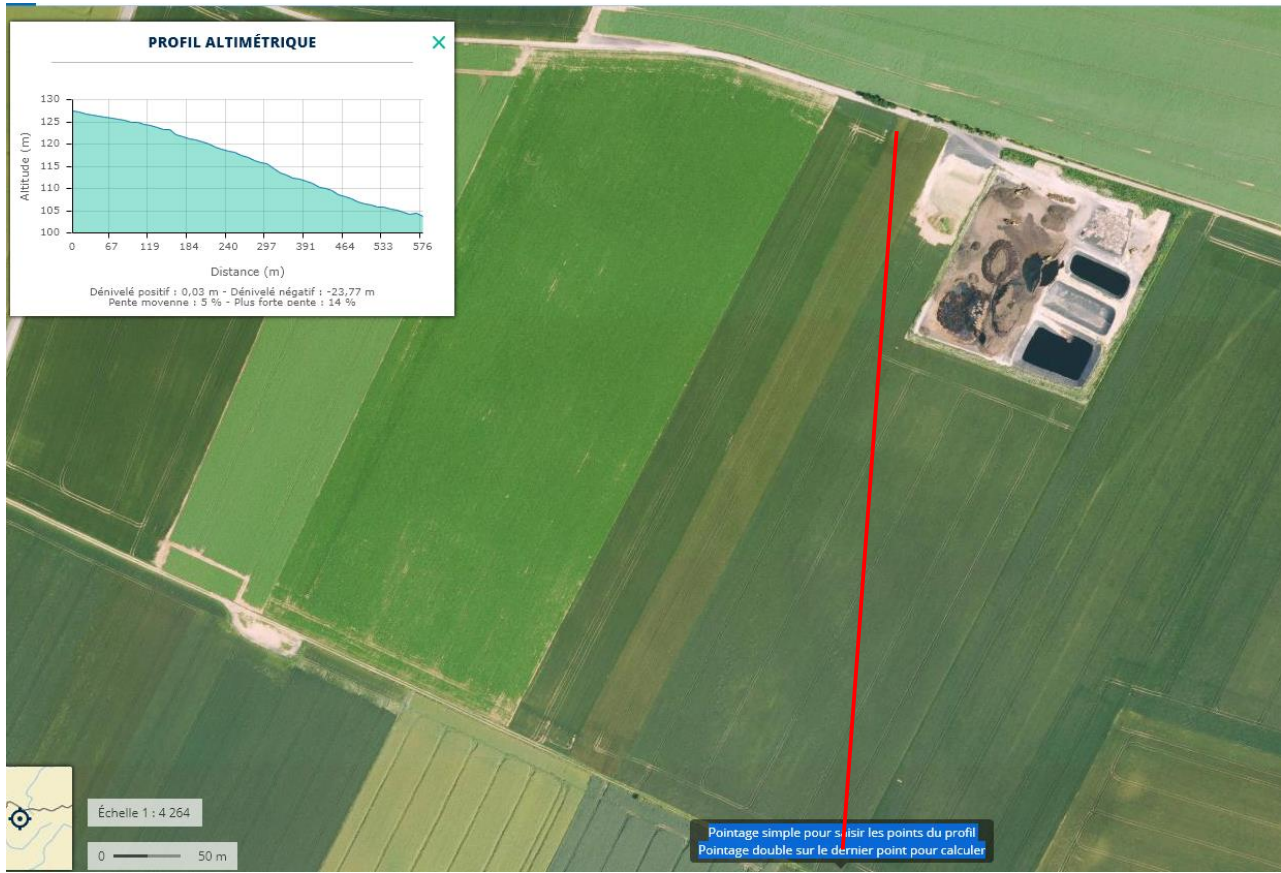 PROFIL ALTIMÉTRIQUE
130
125
120
115
110
105
100
Altitude (m)
0 67 119 184 240 297 391 464 533 576
Distance (m)
Dénivelé positif : 0,03 m - Dénivelé négatif : -23,77 m
Pente moyenne : 5 % - Plus forte pente : 14 %
Échelle 1 : 4 264
0 50 m
Pointage simple pour saisir les points du profil
Pointage double sur le dernier point pour calculer